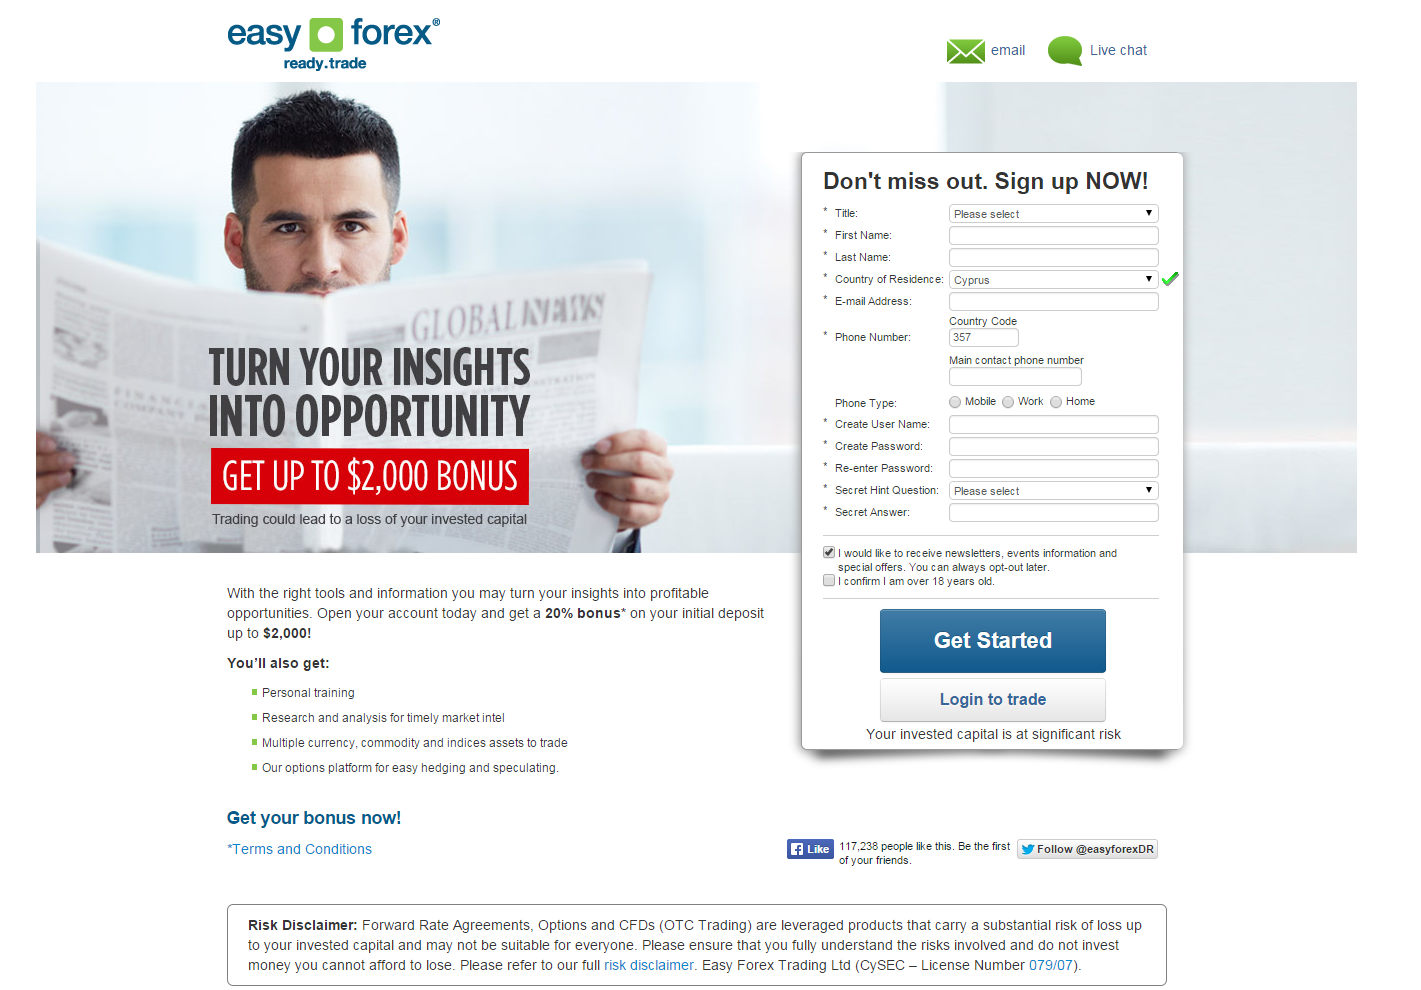 easy forex®
ready.trade
email
Live chat
GLOBAL NEWS
TURN YOUR INSIGHTS
INTO OPPORTUNITY
GET UP TO $2,000 BONUS
Trading could lead to a loss of your invested capital
Don't miss out. Sign up NOW!
* Title: Please select
* First Name:
* Last Name:
* Country of Residence: Cyprus
* E-mail Address:
Country Code
* Phone Number: 357
Main contact phone number
Phone Type: Mobile Work Home
* Create User Name:
* Create Password:
* Re-enter Password:
* Secret Hint Question: Please select
* Secret Answer:
I would like to receive newsletters, events information and
special offers. You can always opt-out later.
I confirm I am over 18 years old.
Get Started
Login to trade
Your invested capital is at significant risk
With the right tools and information you may turn your insights into profitable
opportunities. Open your account today and get a 20% bonus* on your initial deposit
up to $2,000!
You'll also get:
Personal training
Research and analysis for timely market intel
Multiple currency, commodity and indices assets to trade
Our options platform for easy hedging and speculating.
Get your bonus now!
*Terms and Conditions
Like
117,238 people like this. Be the first
of your friends.
Follow @easyforexDR
Risk Disclaimer: Forward Rate Agreements, Options and CFDs (OTC Trading) are leveraged products that carry a substantial risk of loss up
to your invested capital and may not be suitable for everyone. Please ensure that you fully understand the risks involved and do not invest
money you cannot afford to lose. Please refer to our full risk disclaimer. Easy Forex Trading Ltd (CySEC – License Number 079/07).